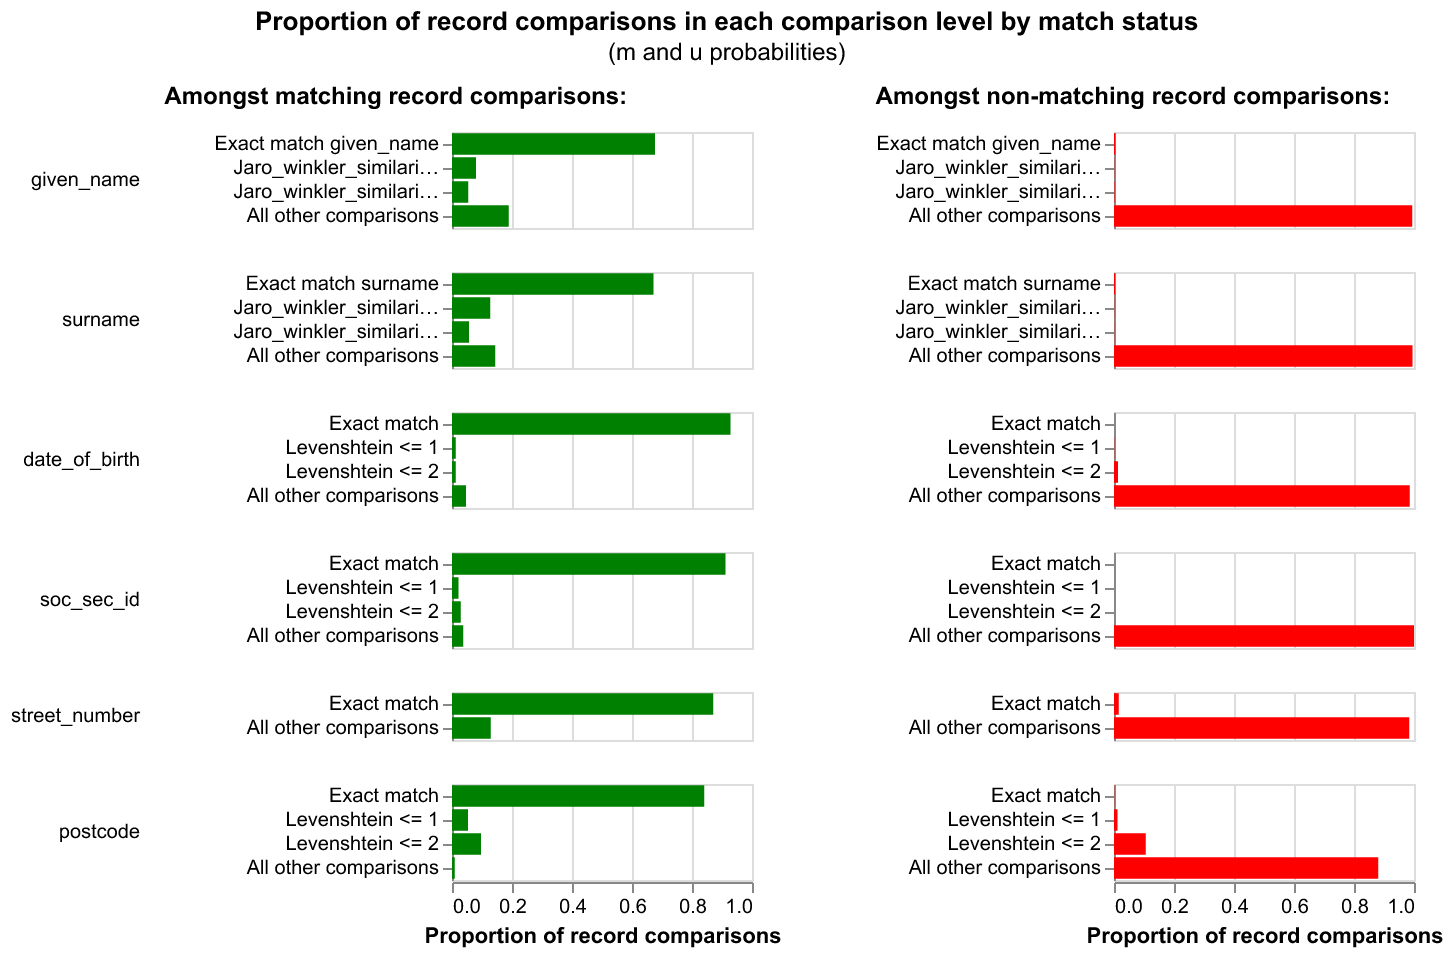 Proportion of record comparisons in each comparison level by match status
(m and u probabilities)
Amongst matching record comparisons:
Amongst non-matching record comparisons:
given_name
Exact match given_name
Jaro_winkler_similari…
Jaro_winkler_similari…
All other comparisons
Exact match given_name
Jaro_winkler_similari…
Jaro_winkler_similari…
All other comparisons
surname
Exact match surname
Jaro_winkler_similari…
Jaro_winkler_similari…
All other comparisons
Exact match surname
Jaro_winkler_similari…
Jaro_winkler_similari…
All other comparisons
date_of_birth
Exact match
Levenshtein <= 1
Levenshtein <= 2
All other comparisons
Exact match
Levenshtein <= 1
Levenshtein <= 2
All other comparisons
soc_sec_id
Exact match
Levenshtein <= 1
Levenshtein <= 2
All other comparisons
Exact match
Levenshtein <= 1
Levenshtein <= 2
All other comparisons
street_number
Exact match
All other comparisons
Exact match
All other comparisons
postcode
Exact match
Levenshtein <= 1
Levenshtein <= 2
All other comparisons
Exact match
Levenshtein <= 1
Levenshtein <= 2
All other comparisons
0.0 0.2 0.4 0.6 0.8 1.0
0.0 0.2 0.4 0.6 0.8 1.0
Proportion of record comparisons
Proportion of record comparisons